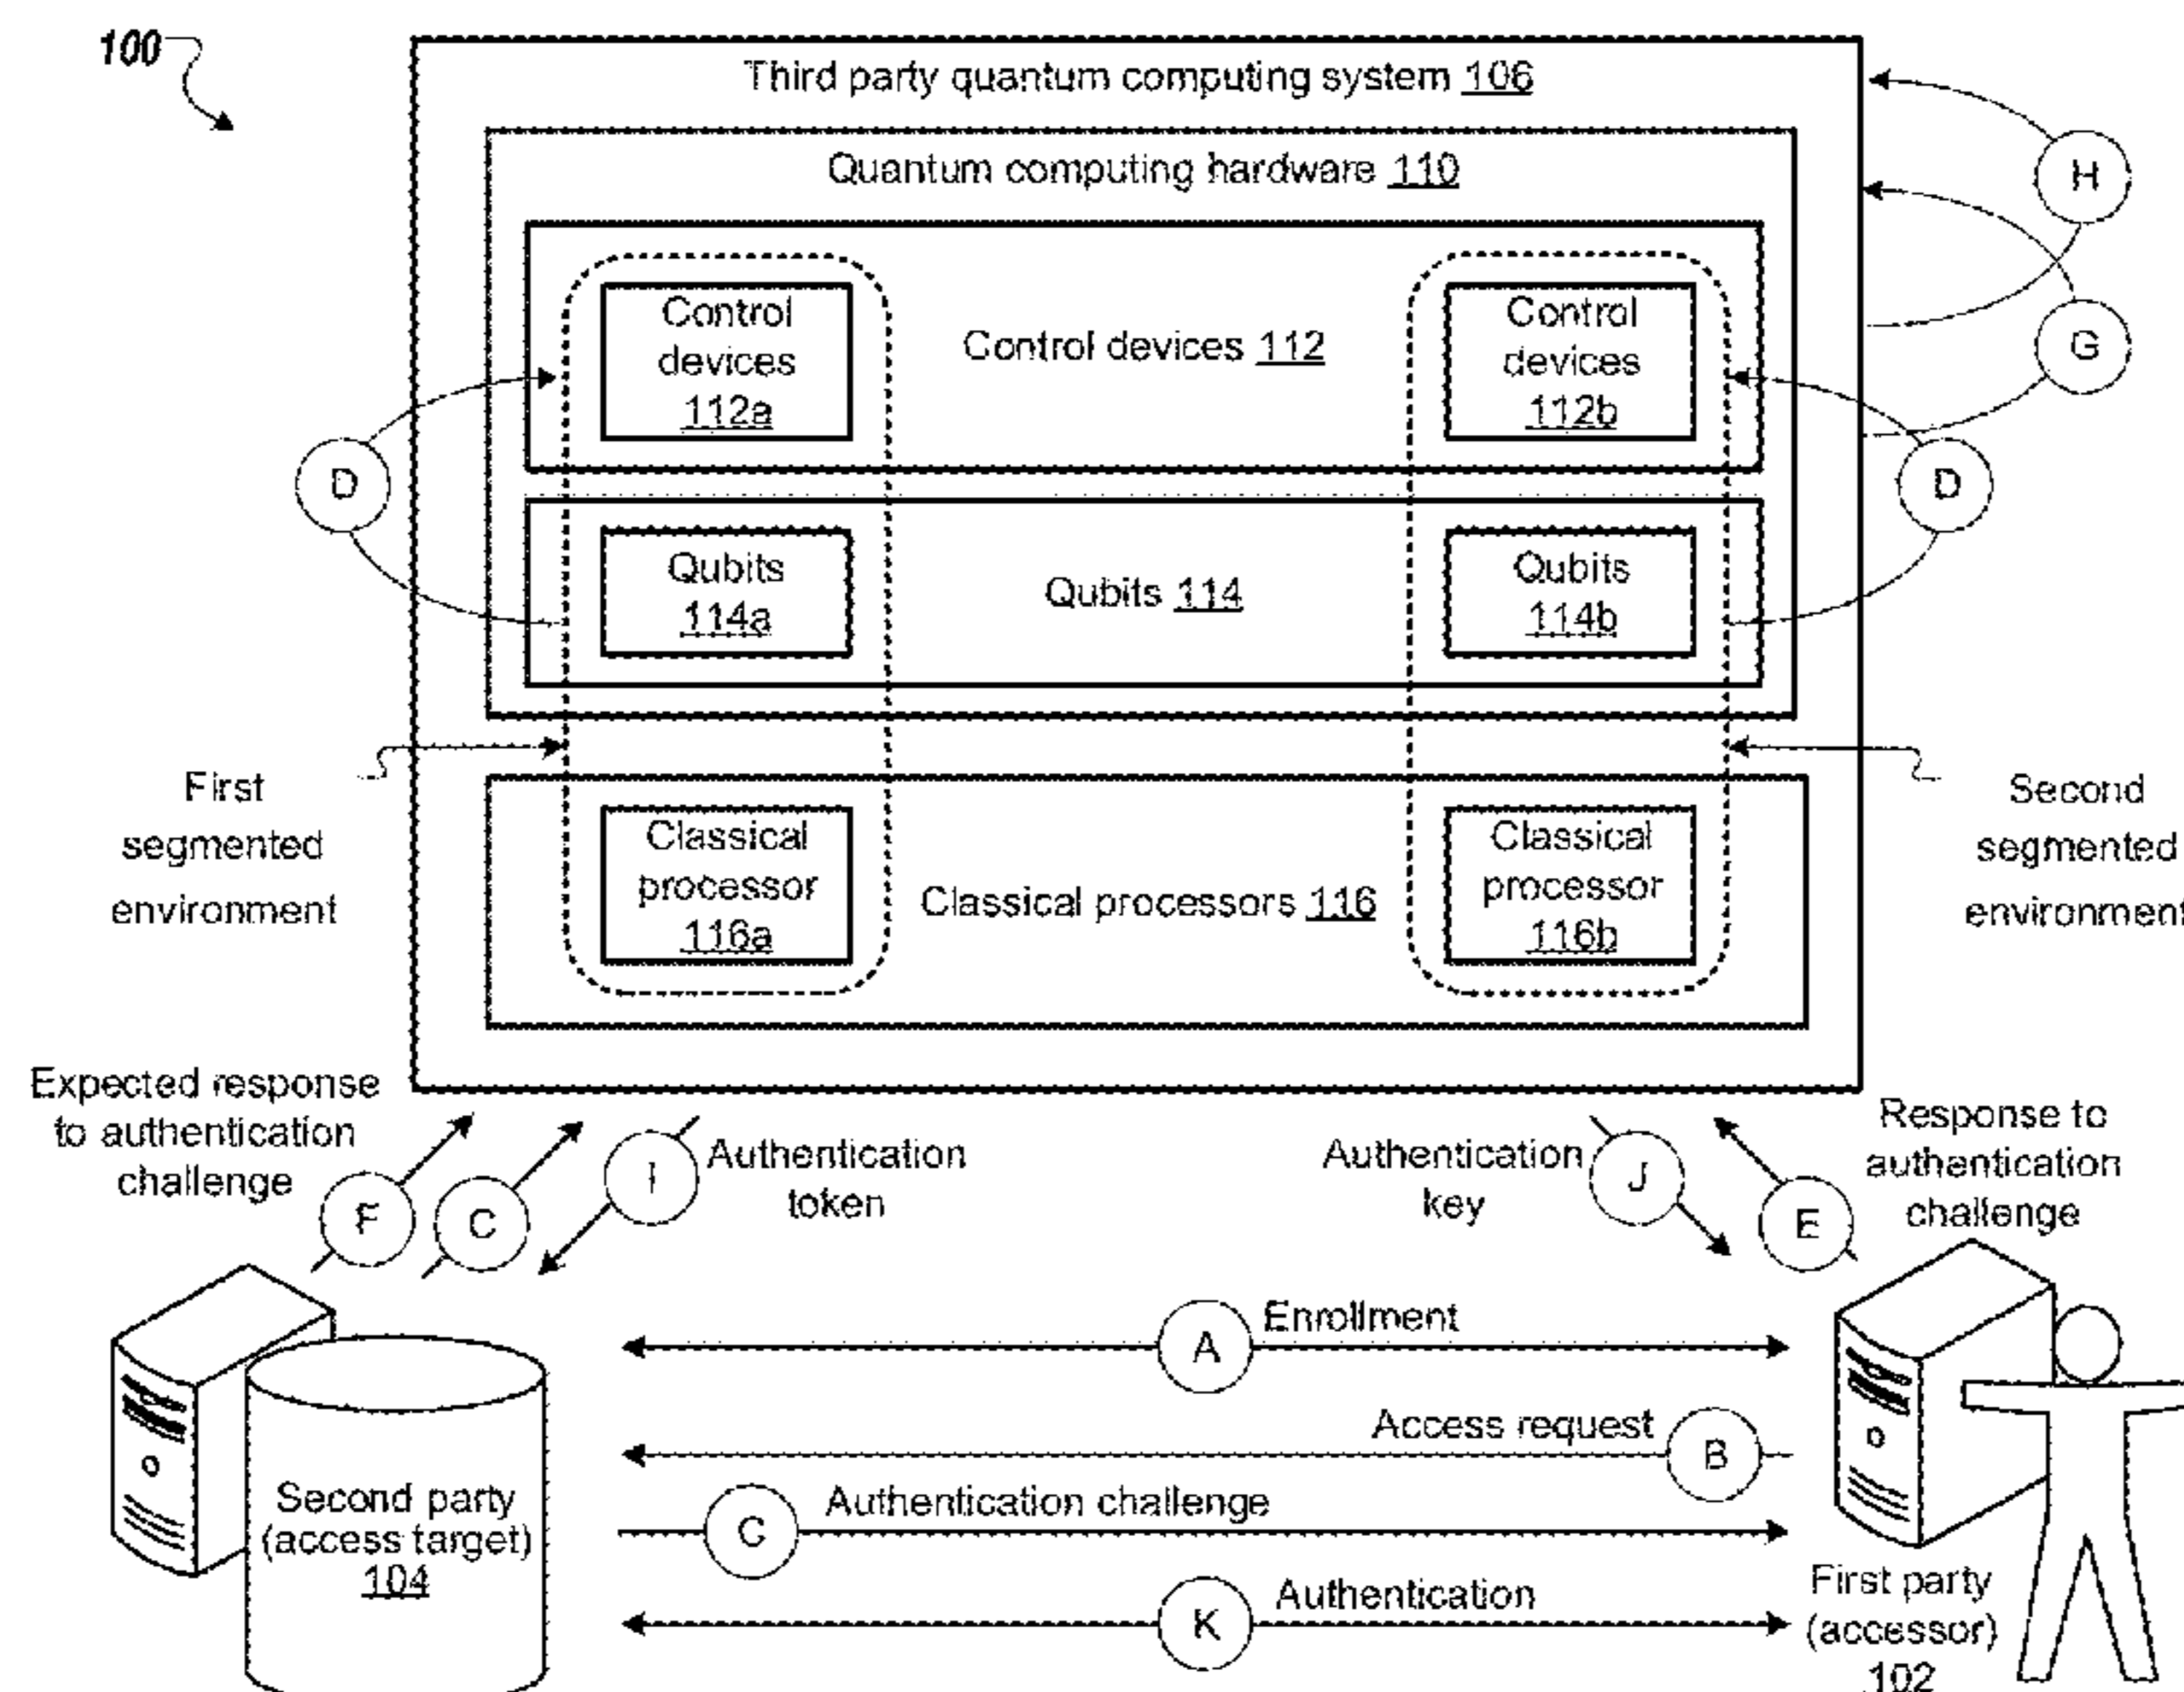 100
Third party quantum computing system 106
Quantum computing hardware 110
H
Control
devices
112a
Control devices 112
Control
devices
112b
G
D
D
Qubits
114a
Qubits 114
Qubits
114b
First
segmented
environment
Second
segmented
environment
Classical
processor
116a
Classical processors 116
Classical
processor
116b
Expected response
to authentication
challenge
F
C
I
Authentication
token
Authentication
key
J
E
Response to
authentication
challenge
A
Enrollment
Access request
B
C
Authentication challenge
K
Authentication
Second party
(access target)
104
First party
(accessor)
102